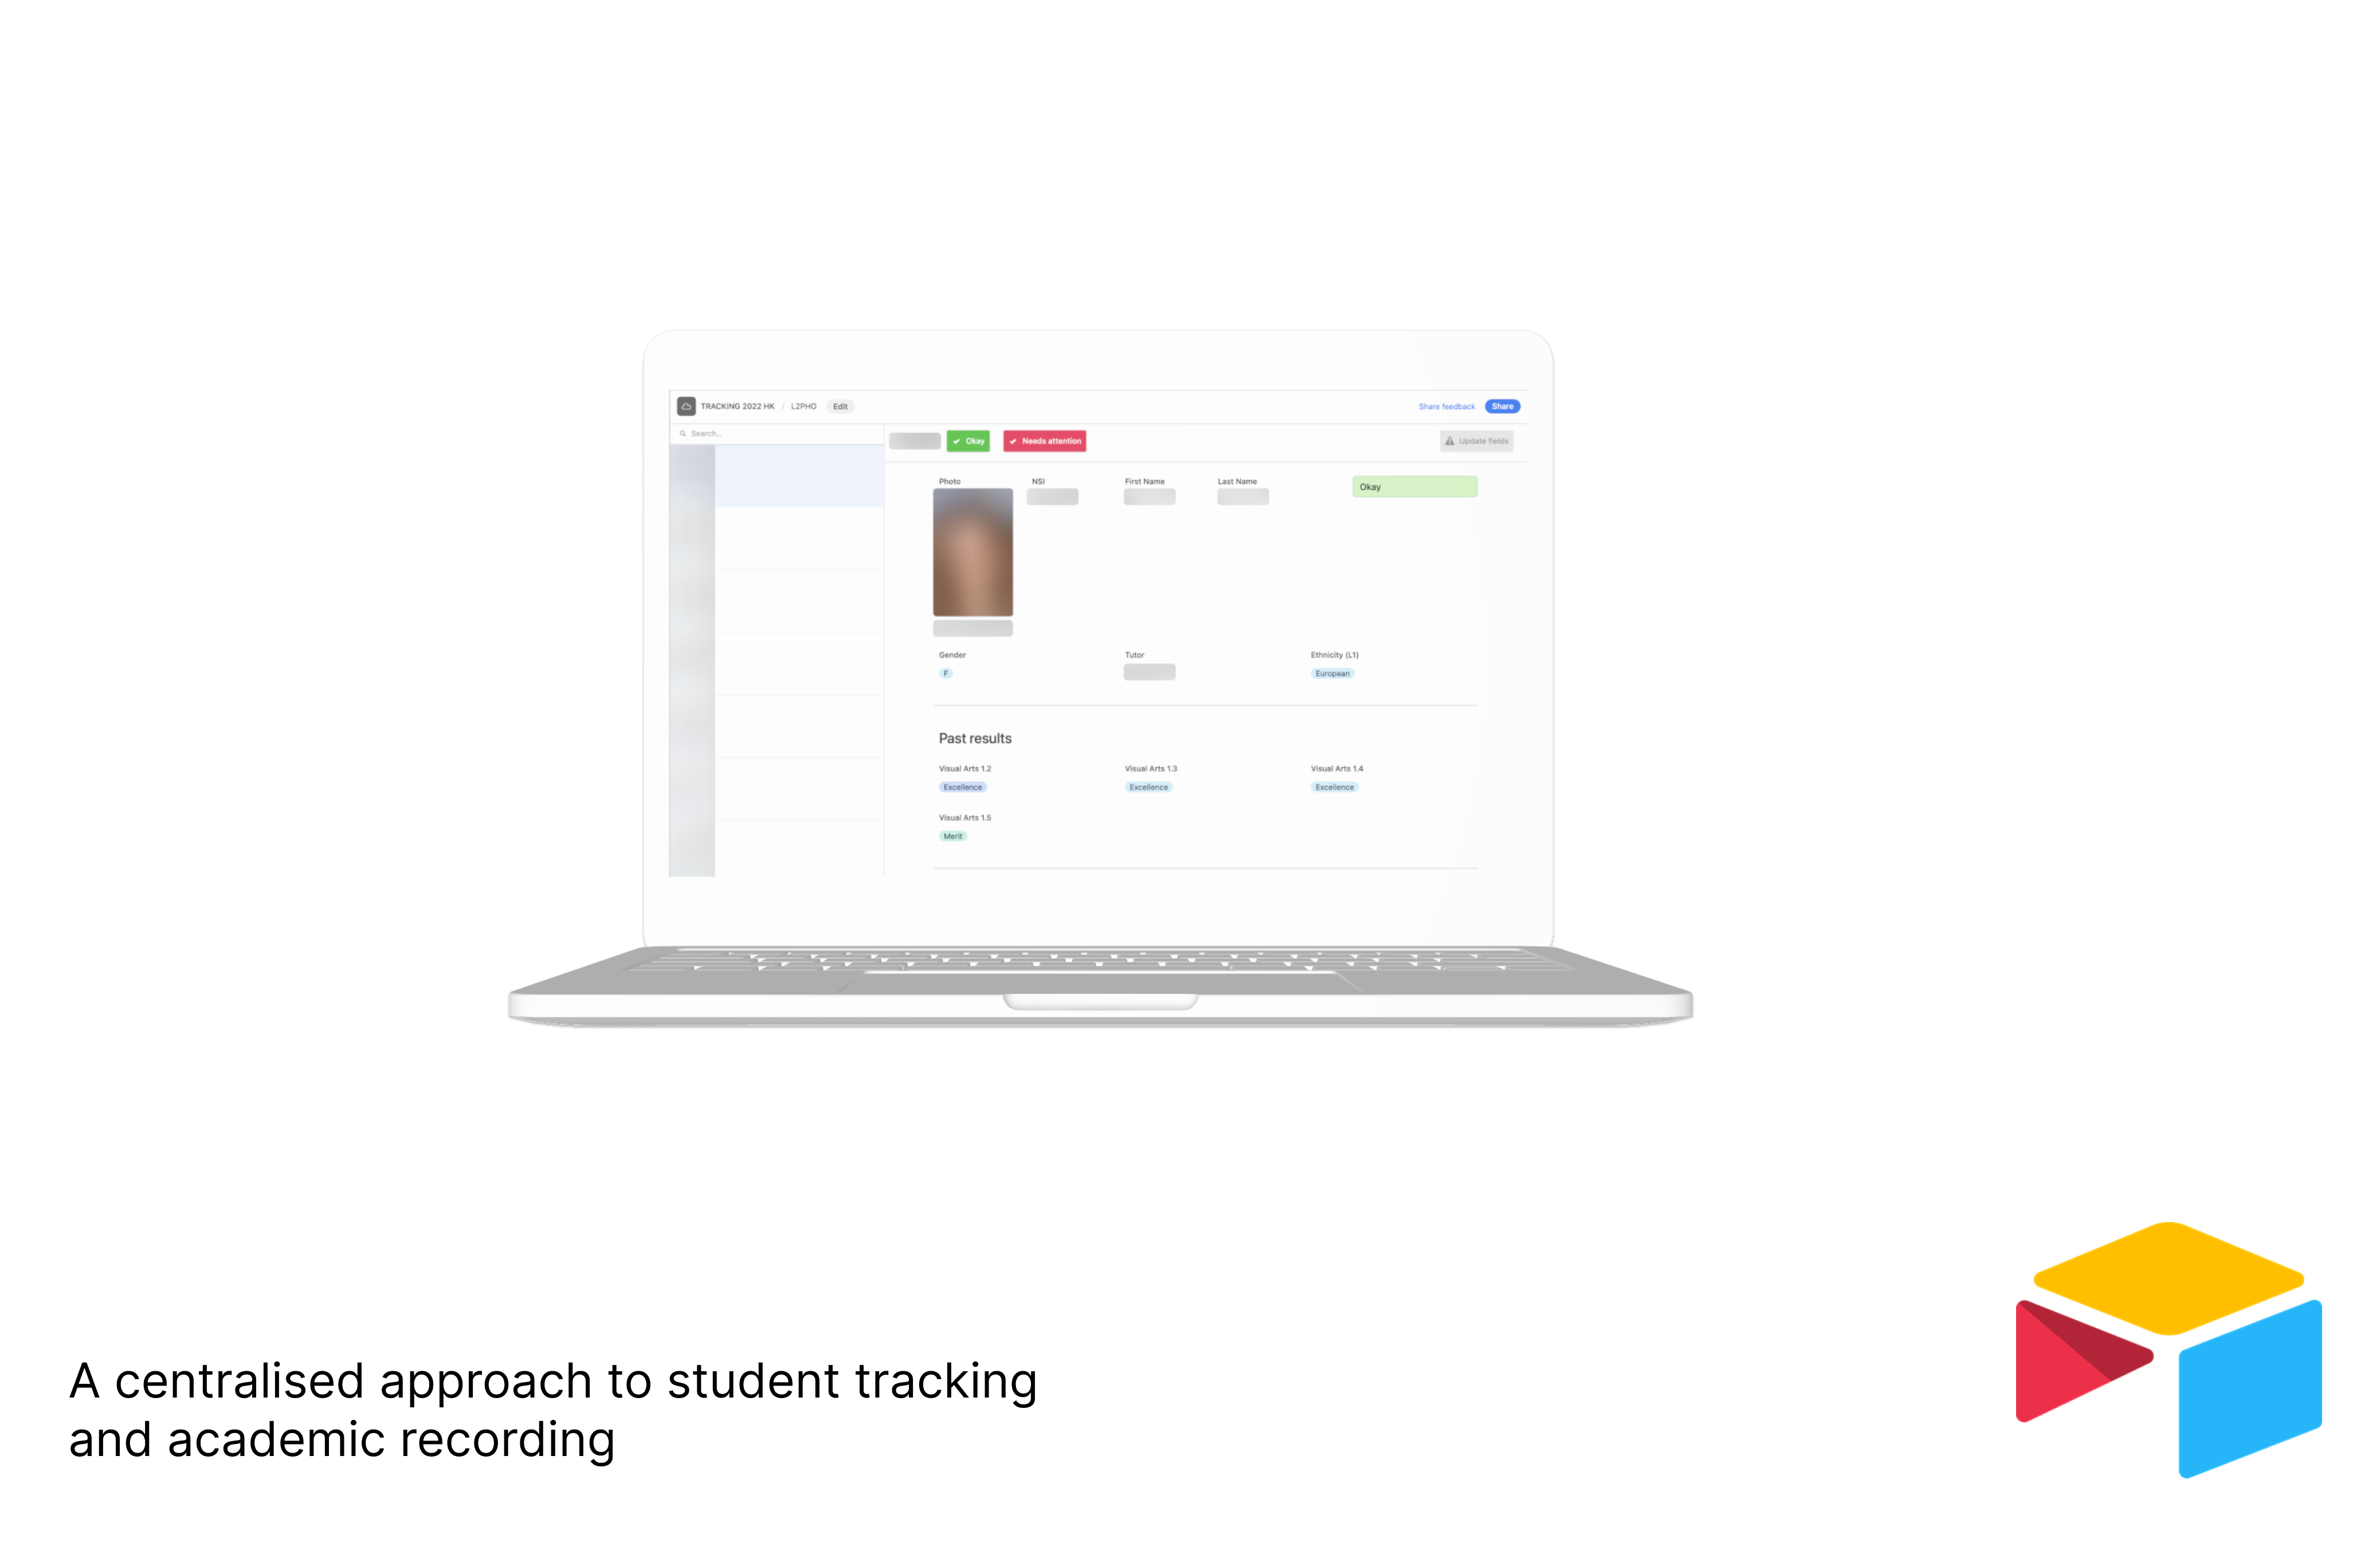 TRACKING 2022 HK / L2PHO Edit Share feedback Share
Search...
Okay Needs attention Update fields
Photo NSI First Name Last Name Okay
Gender Tutor Ethnicity (L1)
F European
Past results
Visual Arts 1.2 Visual Arts 1.3 Visual Arts 1.4
Excellence Excellence Excellence
Visual Arts 1.5
Merit
A centralised approach to student tracking
and academic recording